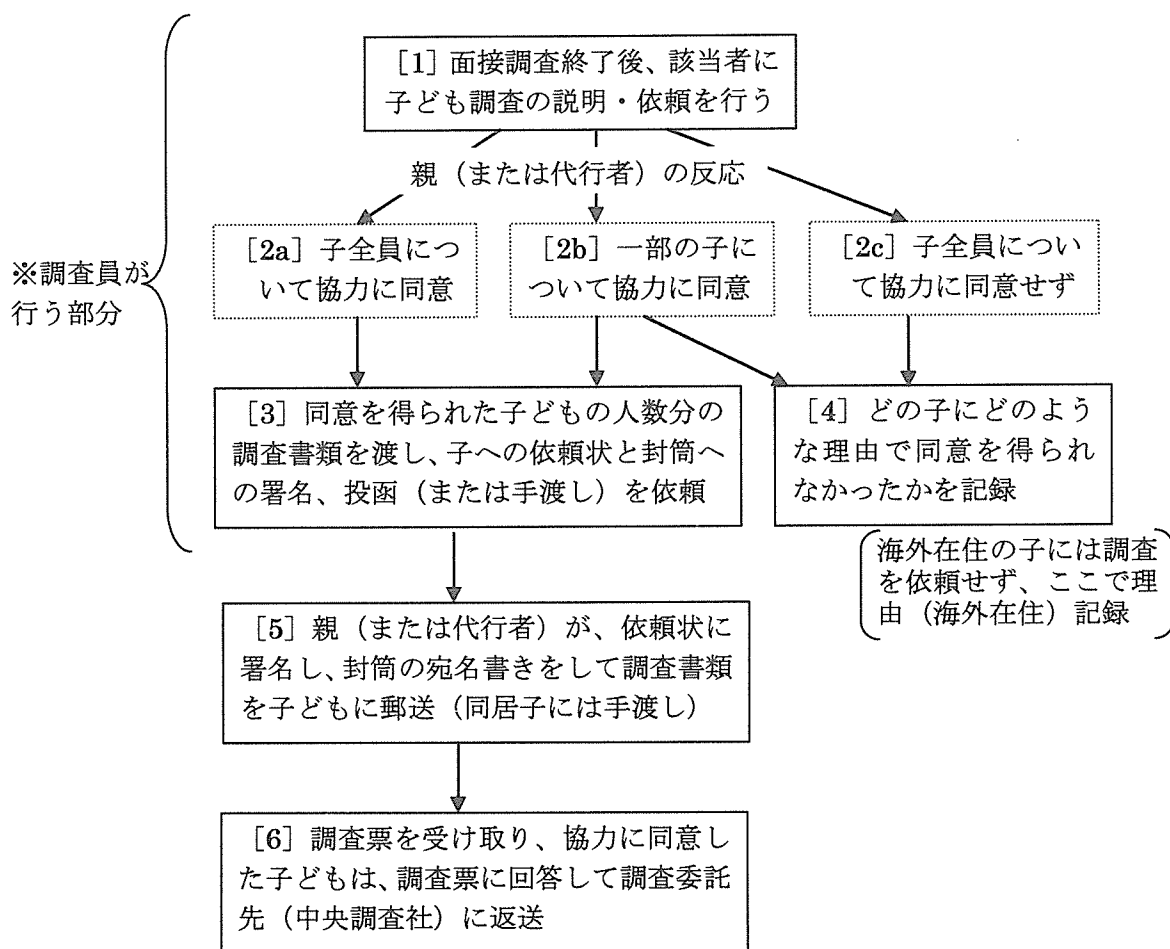 ［1］面接調査終了後、該当者に
子ども調査の説明・依頼を行う
親（または代行者）の反応
［2a］子全員につ
いて協力に同意
［2b］一部の子に
ついて協力に同意
［2c］子全員につい
て協力に同意せず
※調査員が
行う部分
［3］同意を得られた子どもの人数分の
調査書類を渡し、子への依頼状と封筒へ
の署名、投函（または手渡し）を依頼
［4］どの子にどのよう
な理由で同意を得られ
なかったかを記録
海外在住の子には調査
を依頼せず、ここで理
由（海外在住）記録
［5］親（または代行者）が、依頼状に
署名し、封筒の宛名書きをして調査書類
を子どもに郵送（同居子には手渡し）
［6］調査票を受け取り、協力に同意し
た子どもは、調査票に回答して調査委託
先（中央調査社）に返送